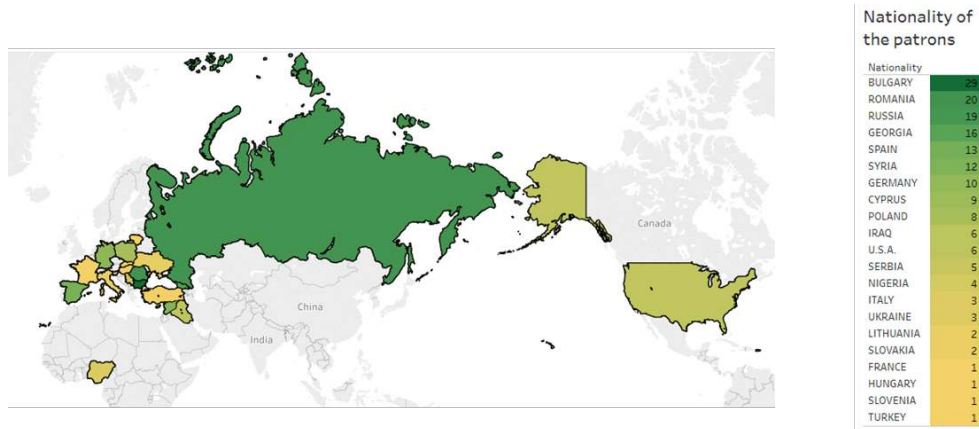 Canada
China
India
Nationality of
the patrons
Nationality
BULGARY 29
ROMANIA 20
RUSSIA 19
GEORGIA 16
SPAIN 13
SYRIA 12
GERMANY 10
CYPRUS 9
POLAND 8
IRAQ 6
U.S.A. 6
SERBIA 5
NIGERIA 4
ITALY 3
UKRAINE 3
LITHUANIA 2
SLOVAKIA 2
FRANCE 1
HUNGARY 1
SLOVENIA 1
TURKEY 1